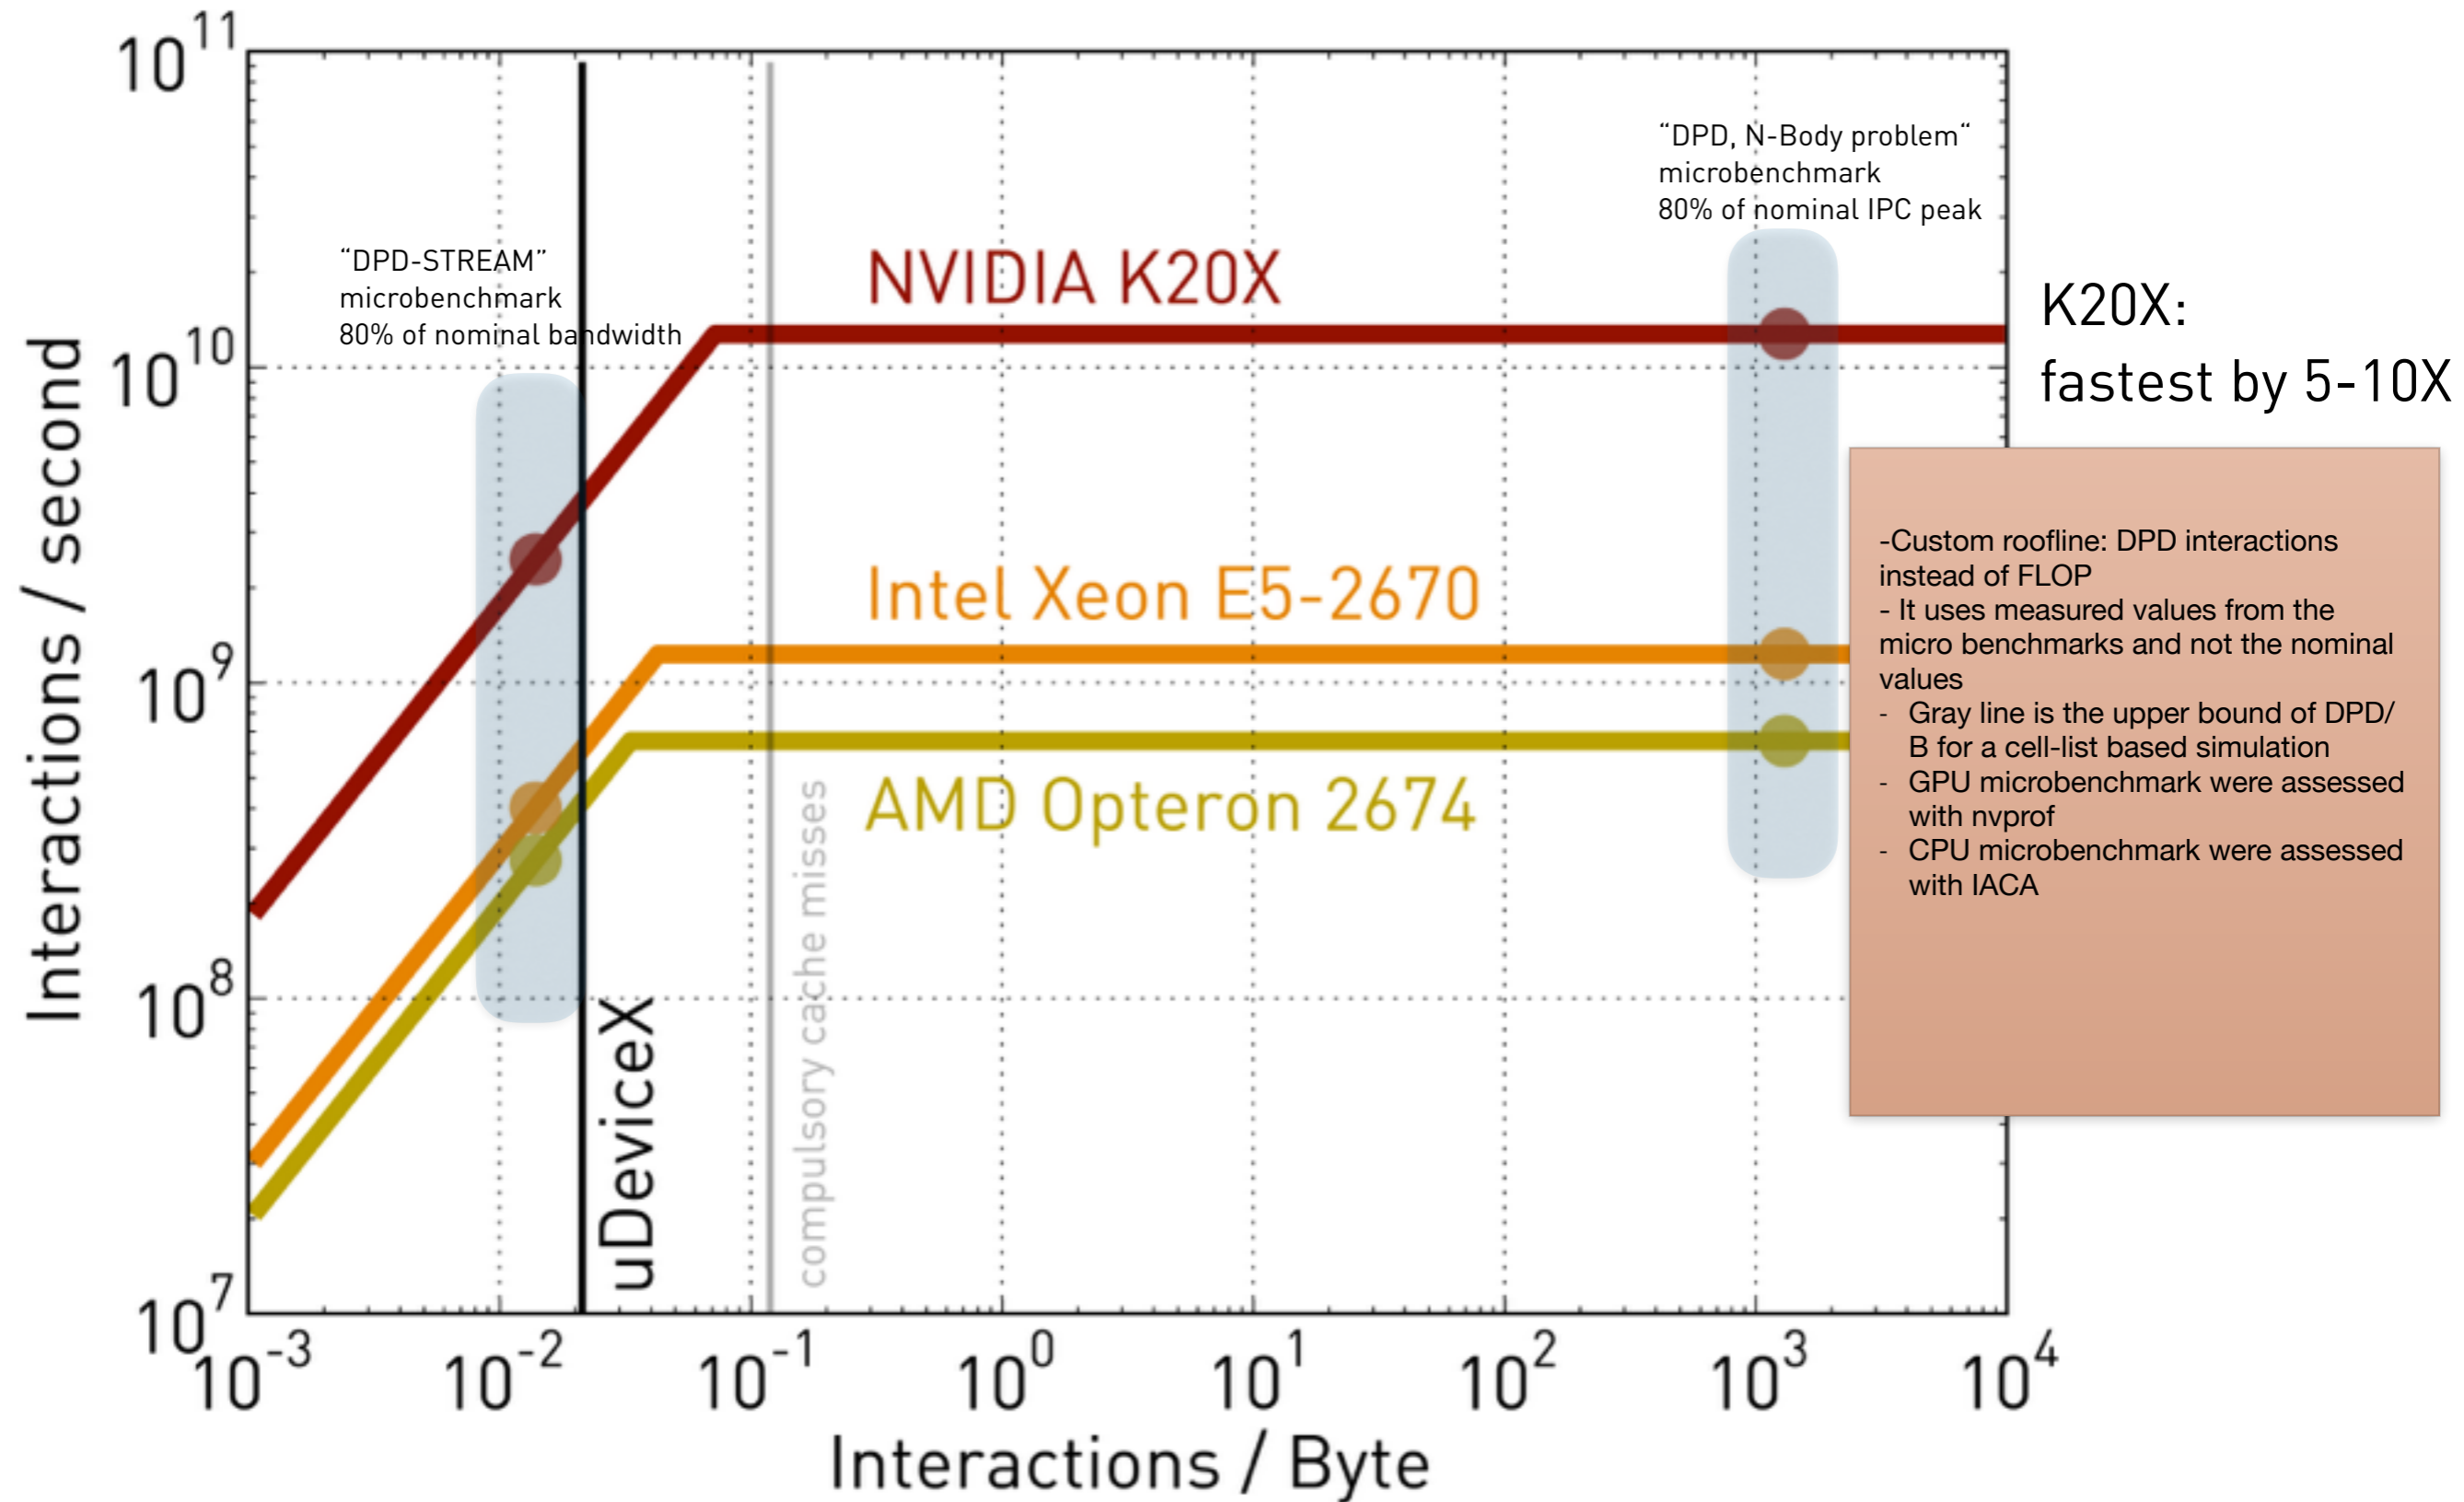 10^11
10^10
10^9
10^8
10^7
Interactions / second
“DPD-STREAM”
microbenchmark
80% of nominal bandwidth
“DPD, N-Body problem“
microbenchmark
80% of nominal IPC peak
NVIDIA K20X
Intel Xeon E5-2670
AMD Opteron 2674
uDeviceX
compulsory cache misses
K20X:
fastest by 5-10X
-Custom roofline: DPD interactions
instead of FLOP
- It uses measured values from the
micro benchmarks and not the nominal
values
- Gray line is the upper bound of DPD/
B for a cell-list based simulation
- GPU microbenchmark were assessed
with nvprof
- CPU microbenchmark were assessed
with IACA
10^-3 10^-2 10^-1 10^0 10^1 10^2 10^3 10^4
Interactions / Byte